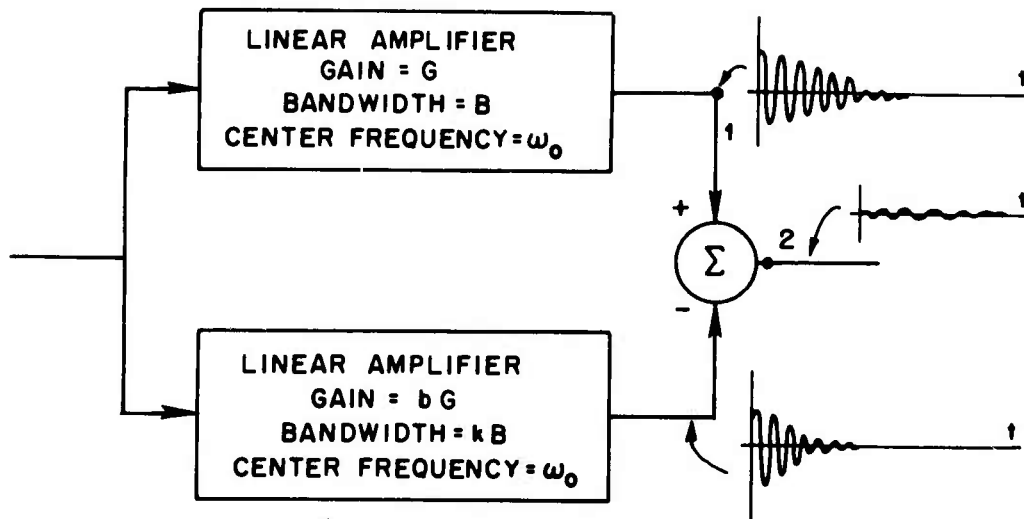 LINEAR AMPLIFIER
GAIN = G
BANDWIDTH = B
CENTER FREQUENCY=ω₀
t
1
t
+
2
Σ
-
LINEAR AMPLIFIER
GAIN = bG
BANDWIDTH=kB
CENTER FREQUENCY=ω₀
t